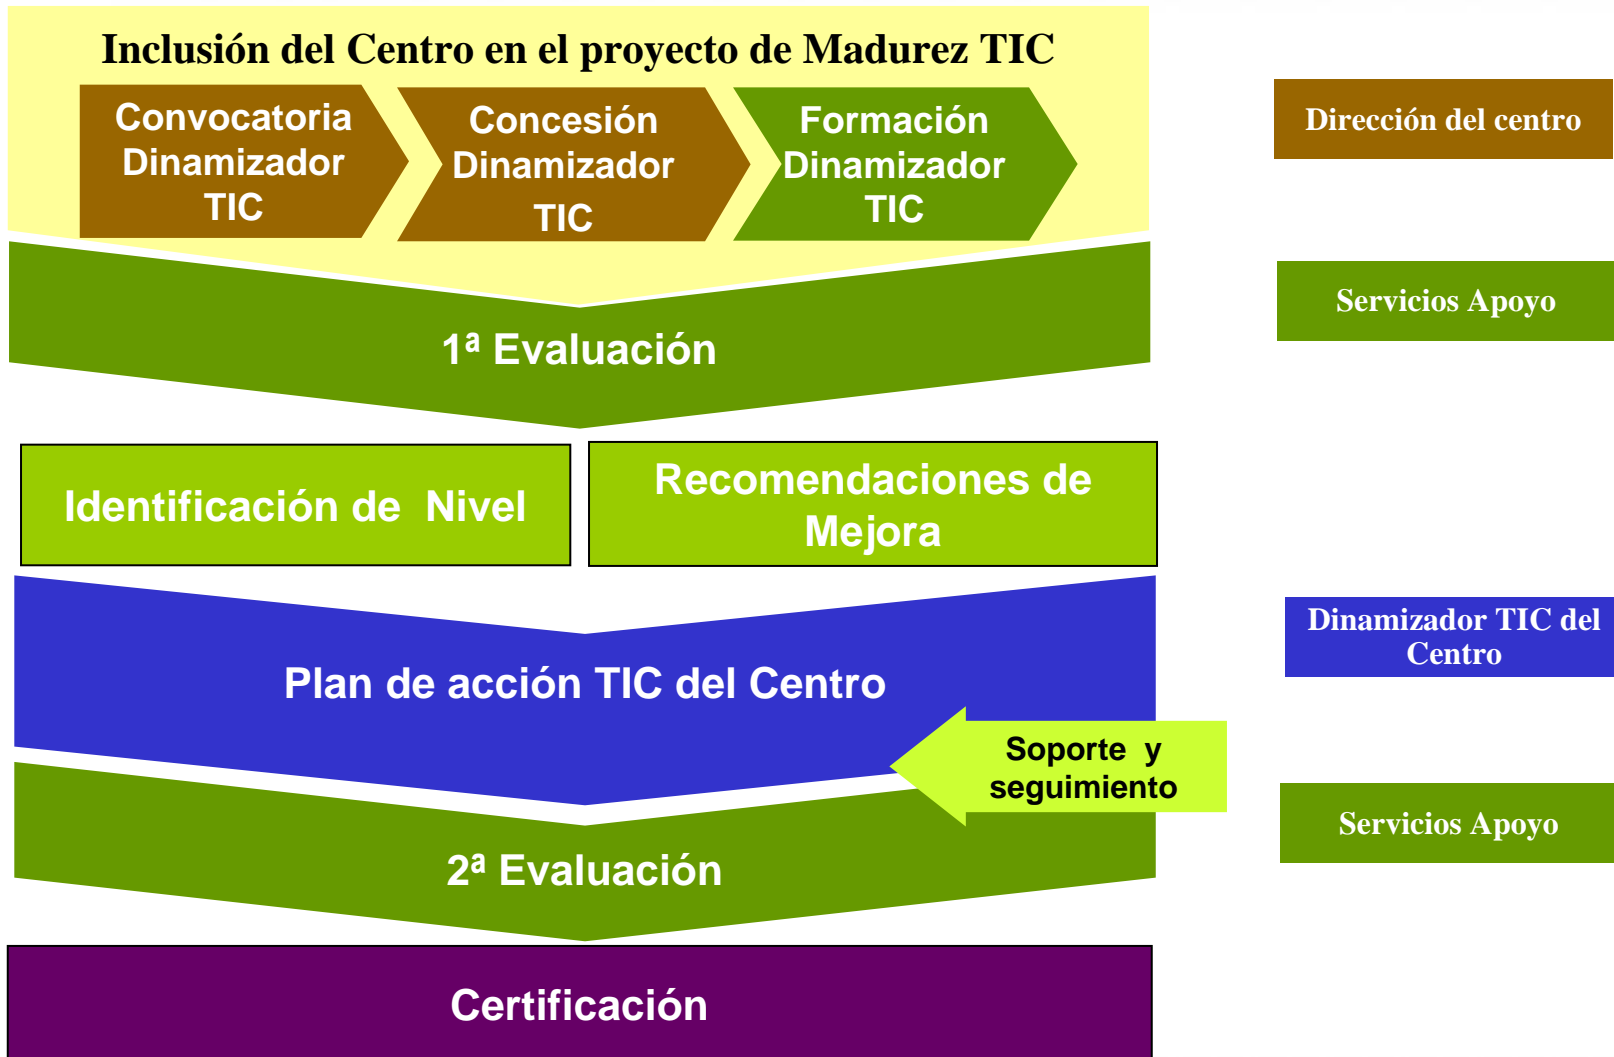 Inclusión del Centro en el proyecto de Madurez TIC
Convocatoria
Dinamizador
TIC
Concesión
Dinamizador
TIC
Formación
Dinamizador
TIC
Dirección del centro
Servicios Apoyo
1ª Evaluación
Identificación de Nivel
Recomendaciones de
Mejora
Dinamizador TIC del
Centro
Plan de acción TIC del Centro
Soporte y
seguimiento
Servicios Apoyo
2ª Evaluación
Certificación